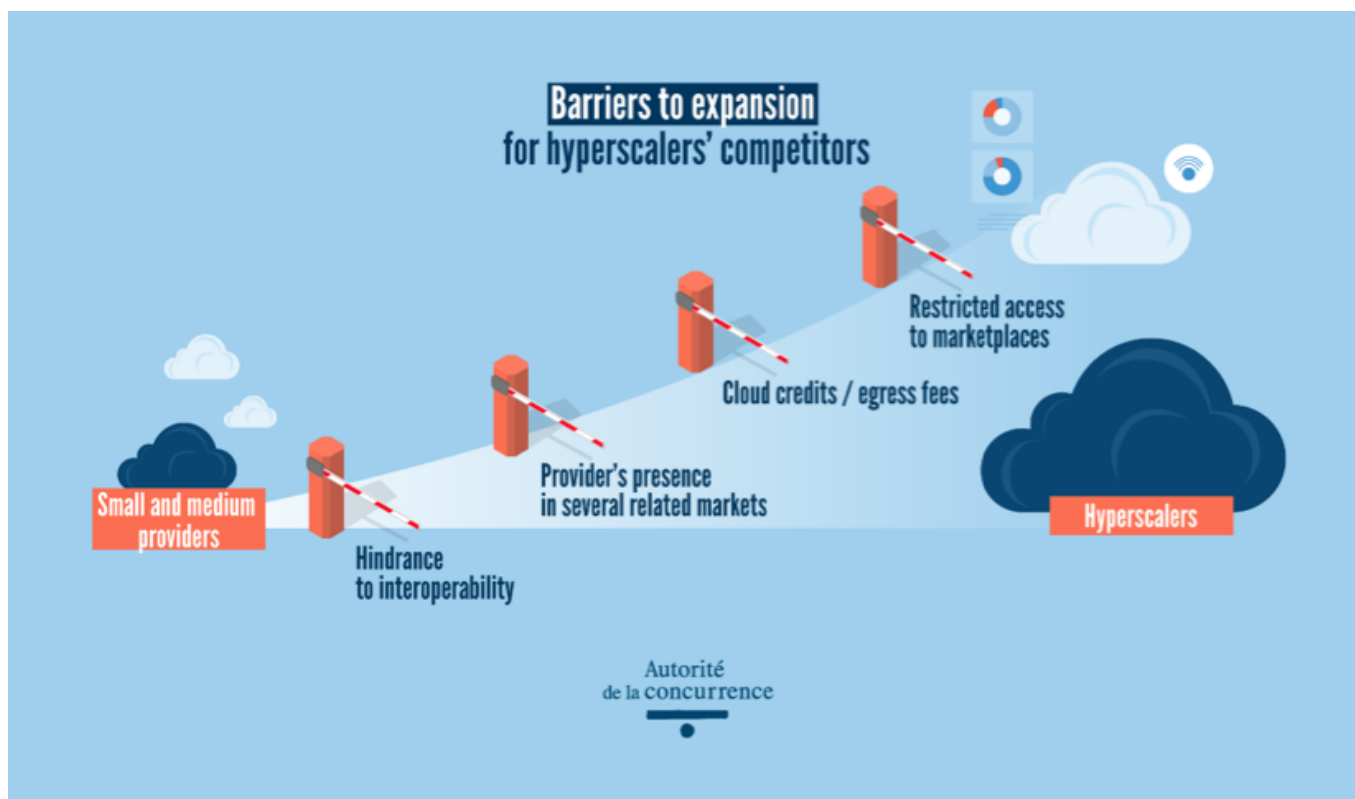 Barriers to expansion
for hyperscalers' competitors
Restricted access
to marketplaces
Cloud credits / egress fees
Provider's presence
in several related markets
Small and medium
providers
Hyperscalers
Hindrance
to interoperability
Autorité
de la concurrence